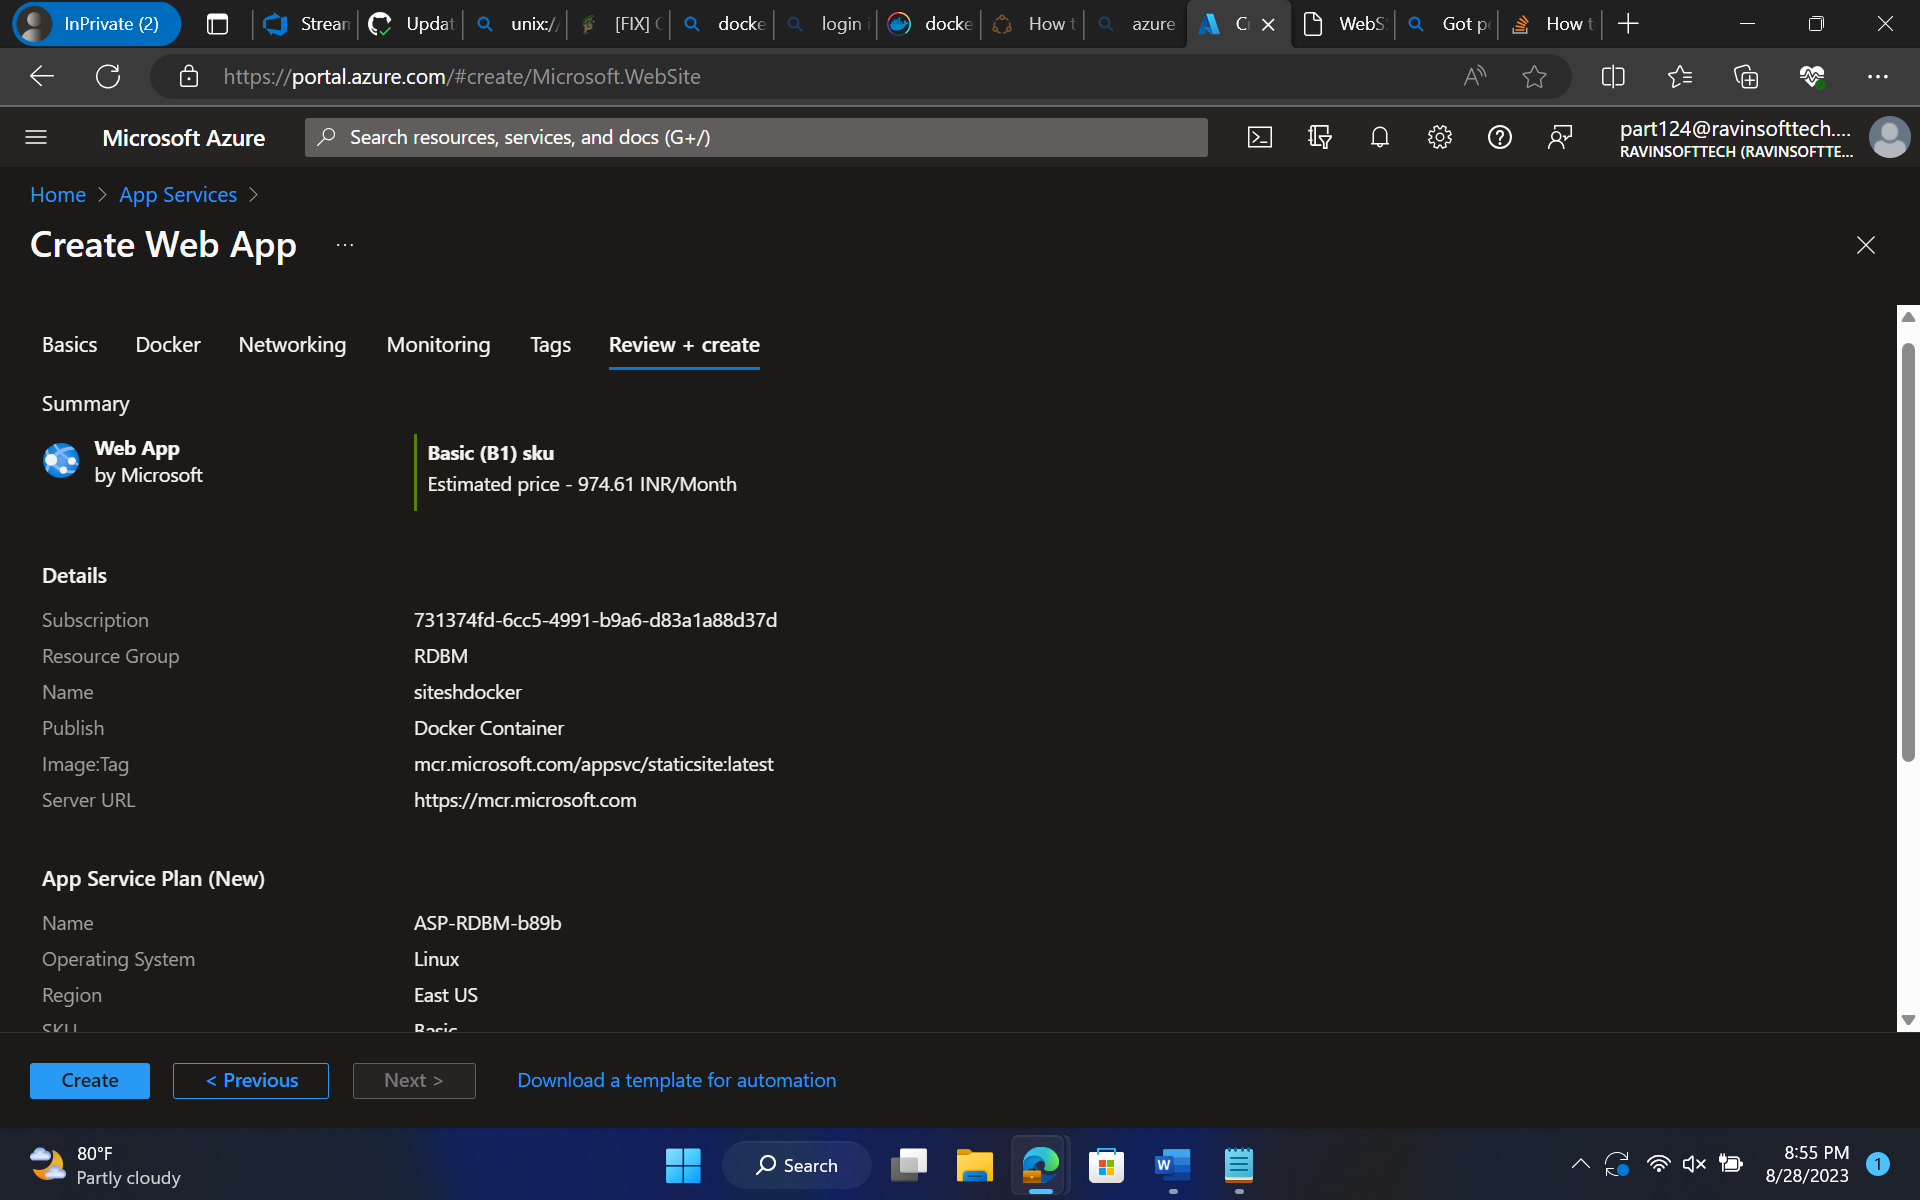 InPrivate (2)
Stream
Updat
unix:/
[FIX]
docke
login
docke
How t
azure
WebS
Got p
How t
https://portal.azure.com/#create/Microsoft.WebSite
Microsoft Azure
Search resources, services, and docs (G+/)
part124@ravinsofttech....
RAVINSOFTTECH (RAVINSOFTTE...
Home > App Services >
Create Web App ...
Basics Docker Networking Monitoring Tags Review + create
Summary
Web App
by Microsoft
Basic (B1) sku
Estimated price - 974.61 INR/Month
Details
Subscription 731374fd-6cc5-4991-b9a6-d83a1a88d37d
Resource Group RDBM
Name siteshdocker
Publish Docker Container
Image:Tag mcr.microsoft.com/appsvc/staticsite:latest
Server URL https://mcr.microsoft.com
App Service Plan (New)
Name ASP-RDBM-b89b
Operating System Linux
Region East US
SKU Basic
Create < Previous Next > Download a template for automation
80°F
Partly cloudy
Search
8:55 PM
8/28/2023
1